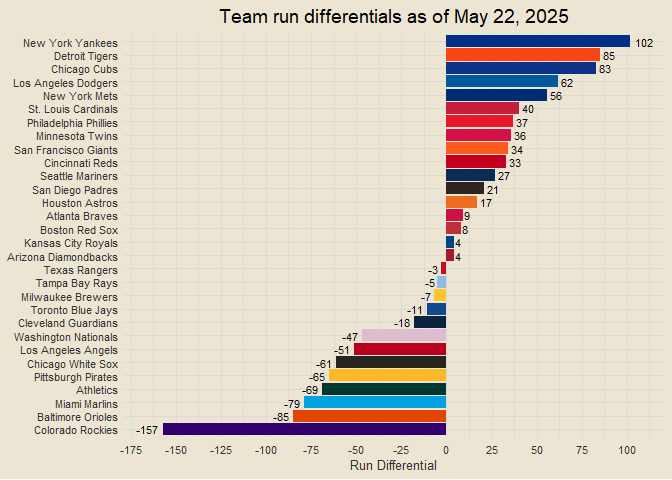 Team run differentials as of May 22, 2025
New York Yankees 102
Detroit Tigers 85
Chicago Cubs 83
Los Angeles Dodgers 62
New York Mets 56
St. Louis Cardinals 40
Philadelphia Phillies 37
Minnesota Twins 36
San Francisco Giants 34
Cincinnati Reds 33
Seattle Mariners 27
San Diego Padres 21
Houston Astros 17
Atlanta Braves 9
Boston Red Sox 8
Kansas City Royals 4
Arizona Diamondbacks 4
Texas Rangers -3
Tampa Bay Rays -5
Milwaukee Brewers -7
Toronto Blue Jays -11
Cleveland Guardians -18
Washington Nationals -47
Los Angeles Angels -51
Chicago White Sox -61
Pittsburgh Pirates -65
Athletics -69
Miami Marlins -79
Baltimore Orioles -85
Colorado Rockies -157
-175 -150 -125 -100 -75 -50 -25 0 25 50 75 100
Run Differential